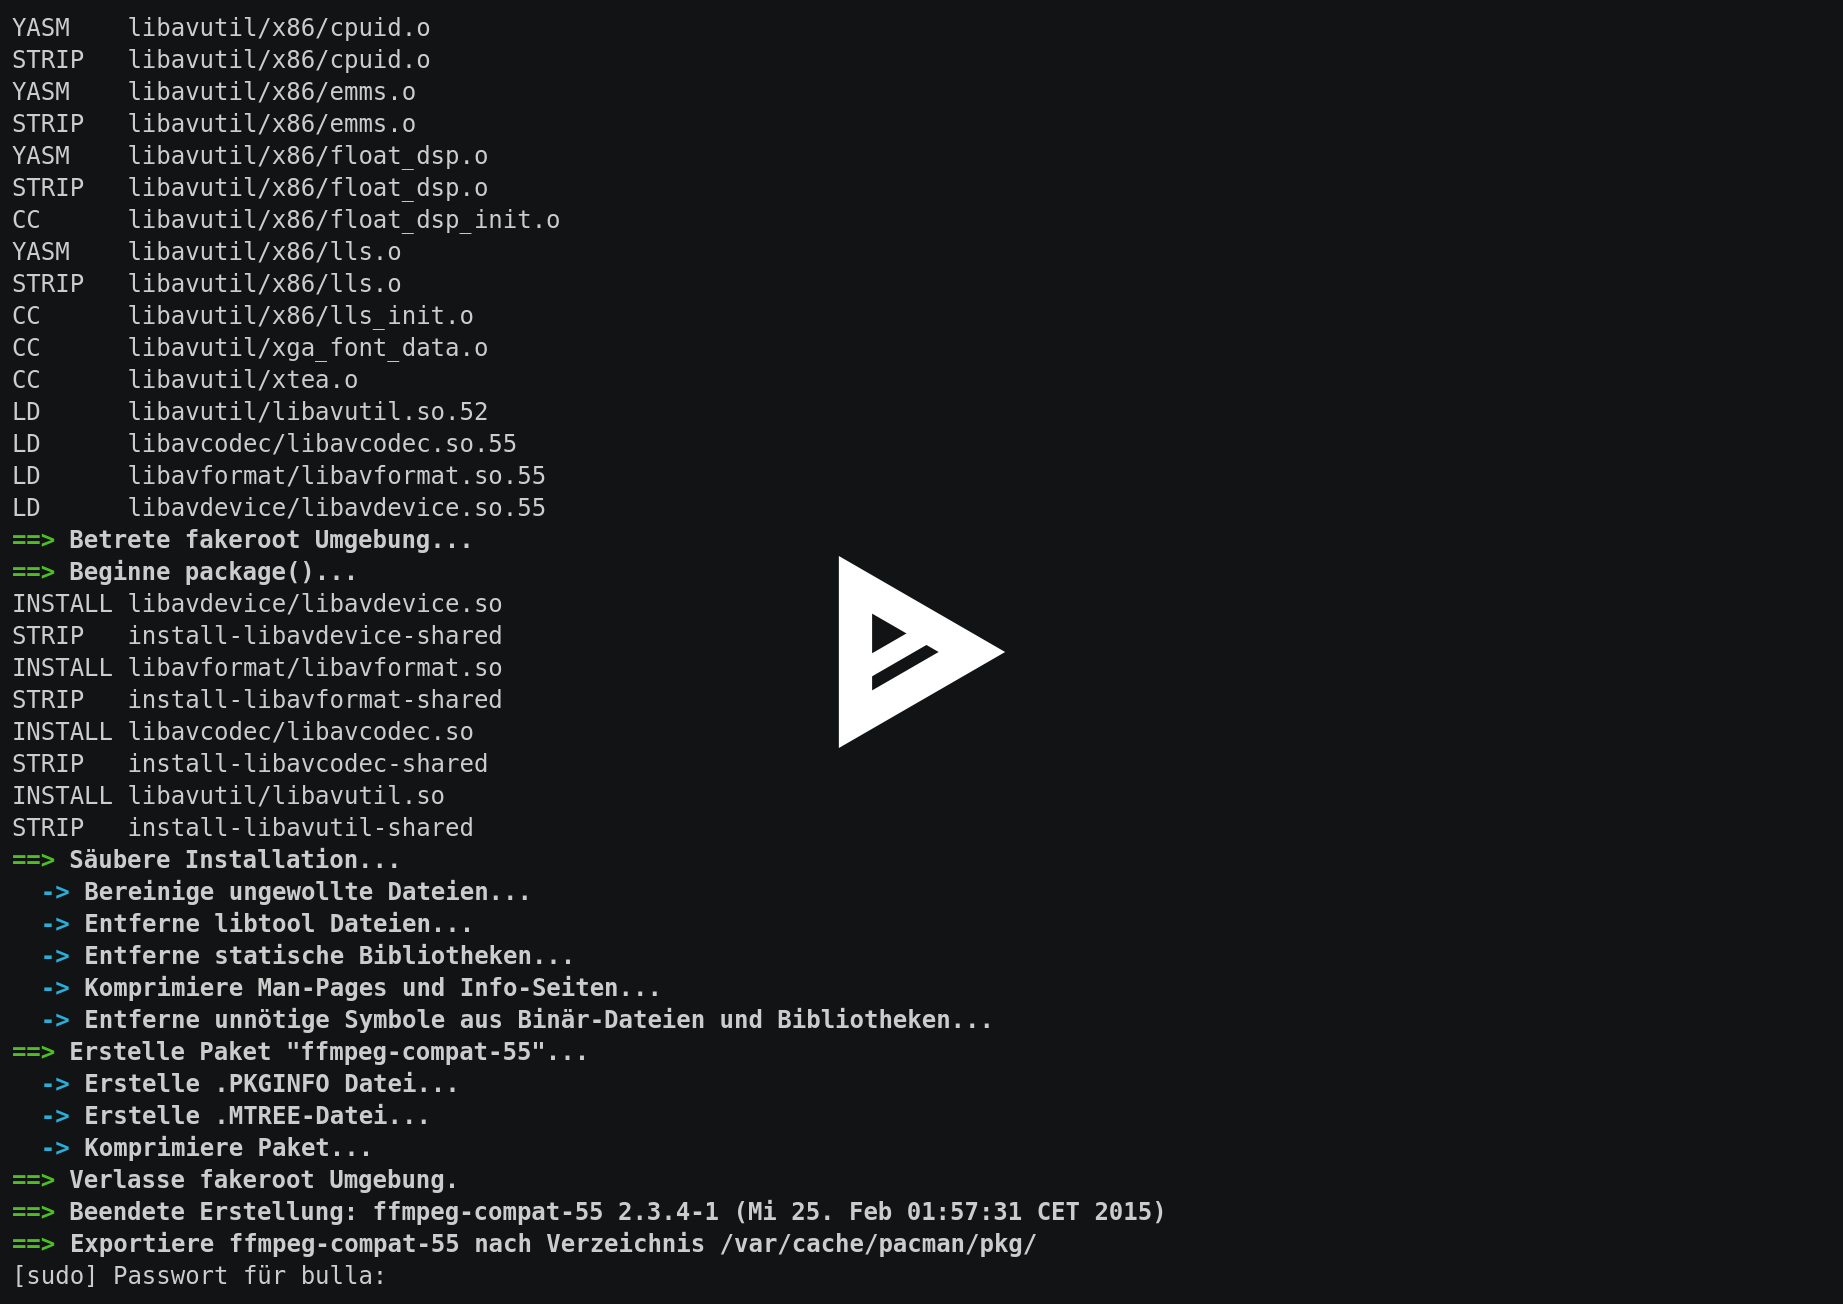 YASM    libavutil/x86/cpuid.o
STRIP   libavutil/x86/cpuid.o
YASM    libavutil/x86/emms.o
STRIP   libavutil/x86/emms.o
YASM    libavutil/x86/float_dsp.o
STRIP   libavutil/x86/float_dsp.o
CC      libavutil/x86/float_dsp_init.o
YASM    libavutil/x86/lls.o
STRIP   libavutil/x86/lls.o
CC      libavutil/x86/lls_init.o
CC      libavutil/xga_font_data.o
CC      libavutil/xtea.o
LD      libavutil/libavutil.so.52
LD      libavcodec/libavcodec.so.55
LD      libavformat/libavformat.so.55
LD      libavdevice/libavdevice.so.55
==> Betrete fakeroot Umgebung...
==> Beginne package()...
INSTALL libavdevice/libavdevice.so
STRIP   install-libavdevice-shared
INSTALL libavformat/libavformat.so
STRIP   install-libavformat-shared
INSTALL libavcodec/libavcodec.so
STRIP   install-libavcodec-shared
INSTALL libavutil/libavutil.so
STRIP   install-libavutil-shared
==> Säubere Installation...
  -> Bereinige ungewollte Dateien...
  -> Entferne libtool Dateien...
  -> Entferne statische Bibliotheken...
  -> Komprimiere Man-Pages und Info-Seiten...
  -> Entferne unnötige Symbole aus Binär-Dateien und Bibliotheken...
==> Erstelle Paket "ffmpeg-compat-55"...
  -> Erstelle .PKGINFO Datei...
  -> Erstelle .MTREE-Datei...
  -> Komprimiere Paket...
==> Verlasse fakeroot Umgebung.
==> Beendete Erstellung: ffmpeg-compat-55 2.3.4-1 (Mi 25. Feb 01:57:31 CET 2015)
==> Exportiere ffmpeg-compat-55 nach Verzeichnis /var/cache/pacman/pkg/
[sudo] Passwort für bulla: